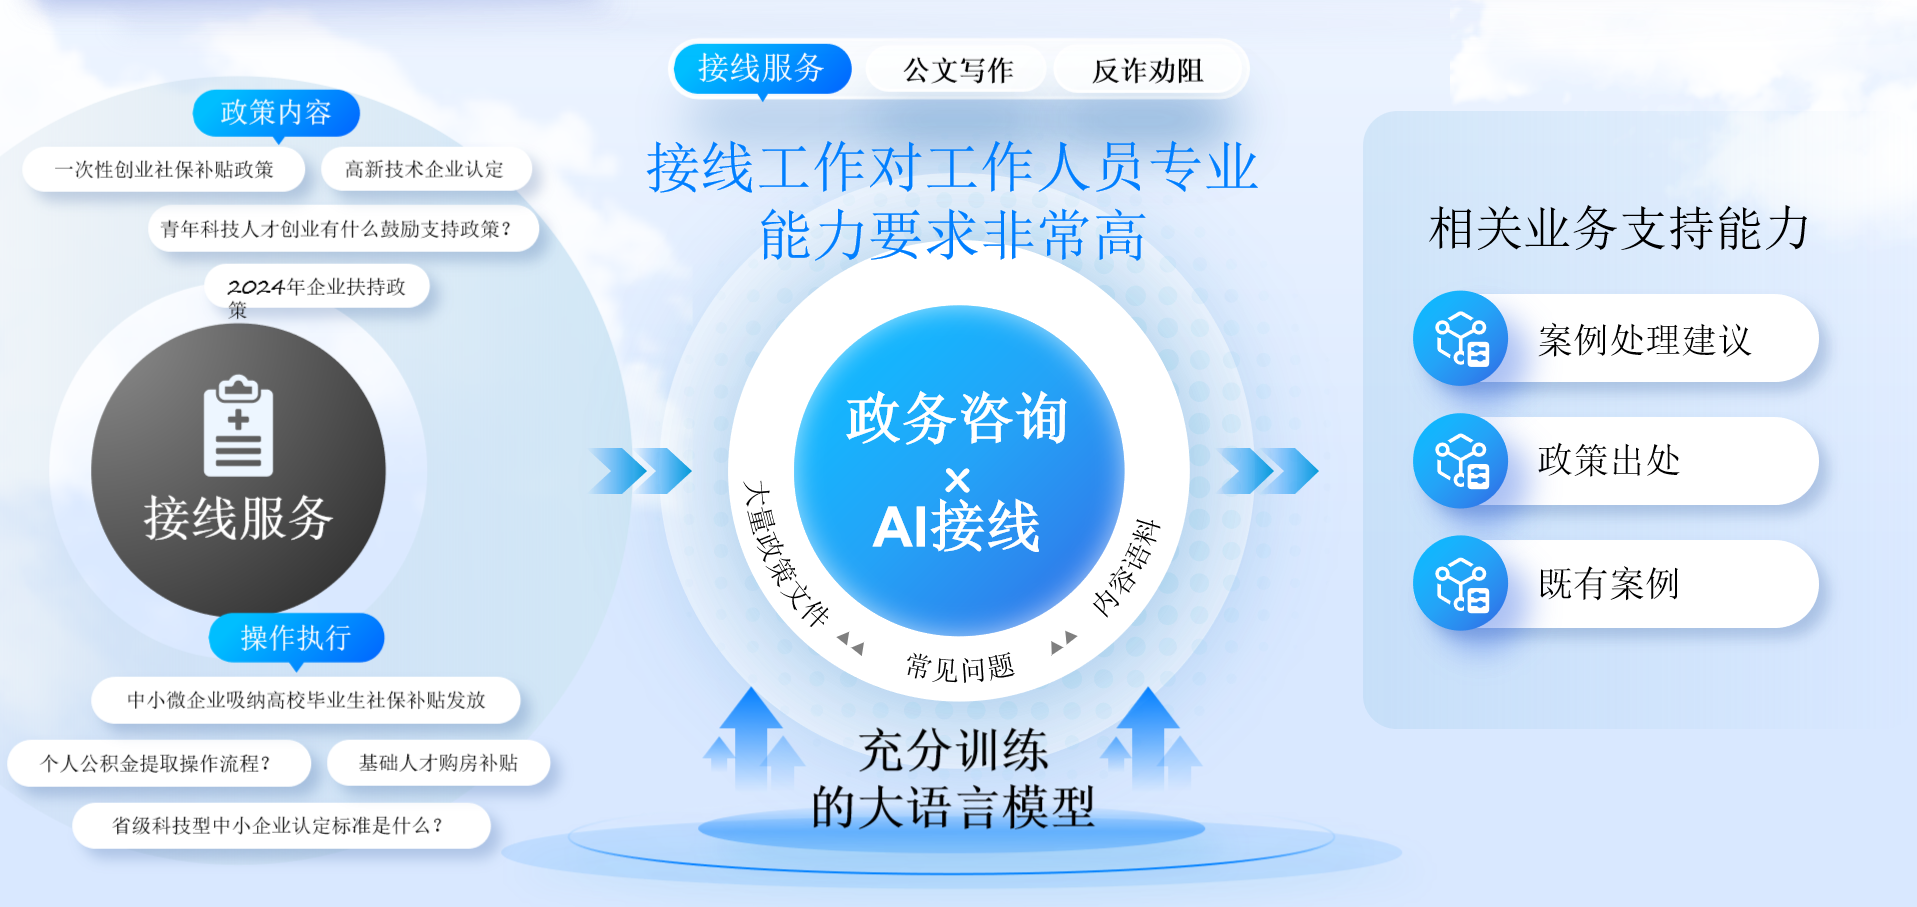 接线服务
公文写作
反诈劝阻
接线工作对工作人员专业
能力要求非常高
政策内容
一次性创业社保补贴政策
高新技术企业认定
青年科技人才创业有什么鼓励支持政策?
2024年企业扶持政
策
接线服务
操作执行
中小微企业吸纳高校毕业生社保补贴发放
个人公积金提取操作流程?
基础人才购房补贴
省级科技型中小企业认定标准是什么?
政务咨询
×
AI接线
大量政策文件
常见问题
内容语料
充分训练
的大语言模型
相关业务支持能力
案例处理建议
政策出处
既有案例